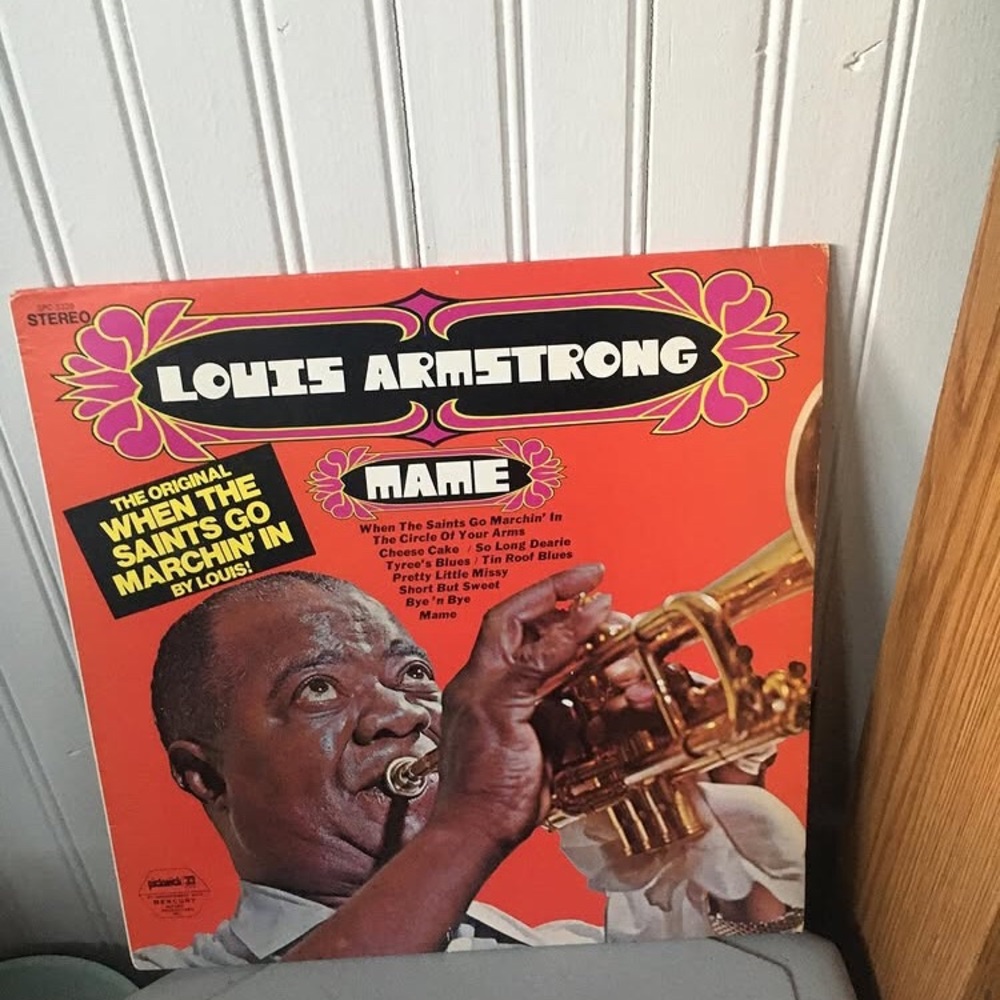 SPC-3229
STEREO
LOUIS ARMSTRONG
MAME
THE ORIGINAL
WHEN THE
SAINTS GO
MARCHIN' IN
BY LOUIS!
When The Saints Go Marchin' In
The Circle Of Your Arms
Cheese Cake / So Long Dearie
Tyree's Blues / Tin Roof Blues
Pretty Little Missy
Short But Sweet
Bye 'n Bye
Mame
pickwick 33
MERCURY